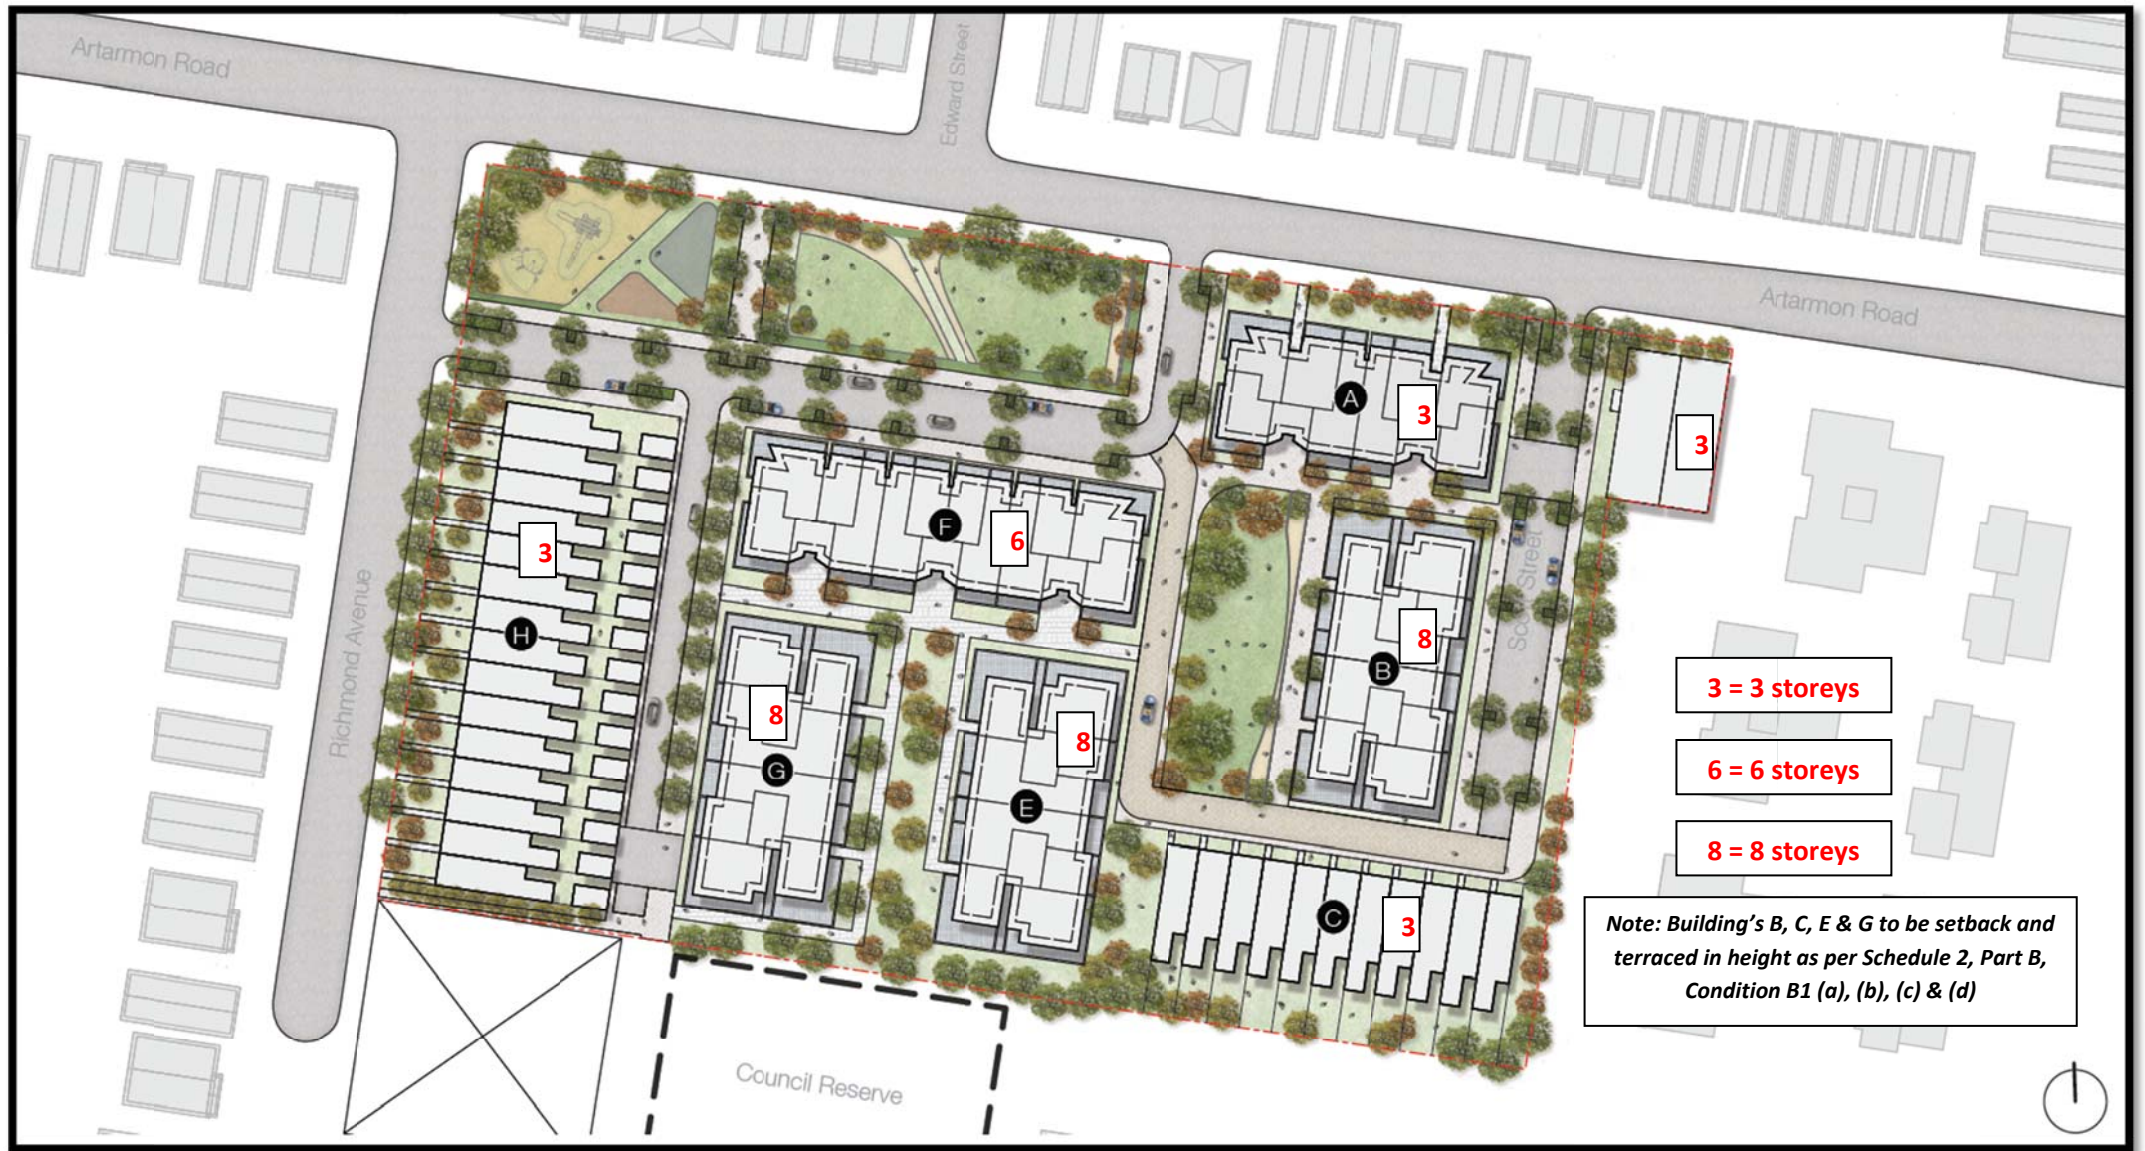 Artarmon Road
Edward Street
Artarmon Road
A
3
3
F
6
3
H
Richmond Avenue
8
G
8
E
8
B
Street
C
3
3 = 3 storeys
6 = 6 storeys
8 = 8 storeys
Note: Building's B, C, E & G to be setback and
terraced in height as per Schedule 2, Part B,
Condition B1 (a), (b), (c) & (d)
Council Reserve